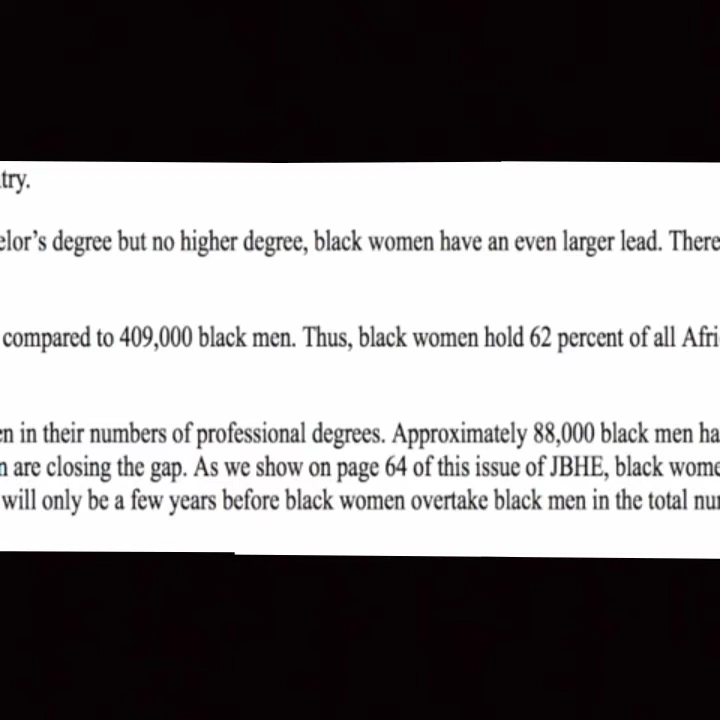 try.
elor's degree but no higher degree, black women have an even larger lead. There
compared to 409,000 black men. Thus, black women hold 62 percent of all Afri
en in their numbers of professional degrees. Approximately 88,000 black men ha
n are closing the gap. As we show on page 64 of this issue of JBHE, black wome
will only be a few years before black women overtake black men in the total nu